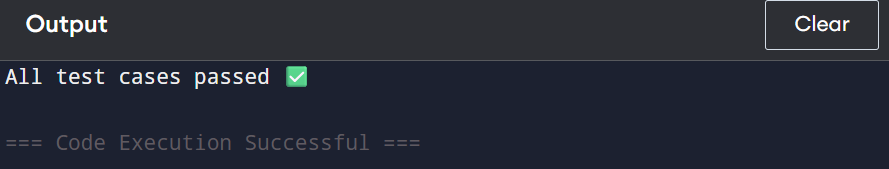 Output
Clear
All test cases passed ✅
=== Code Execution Successful ===